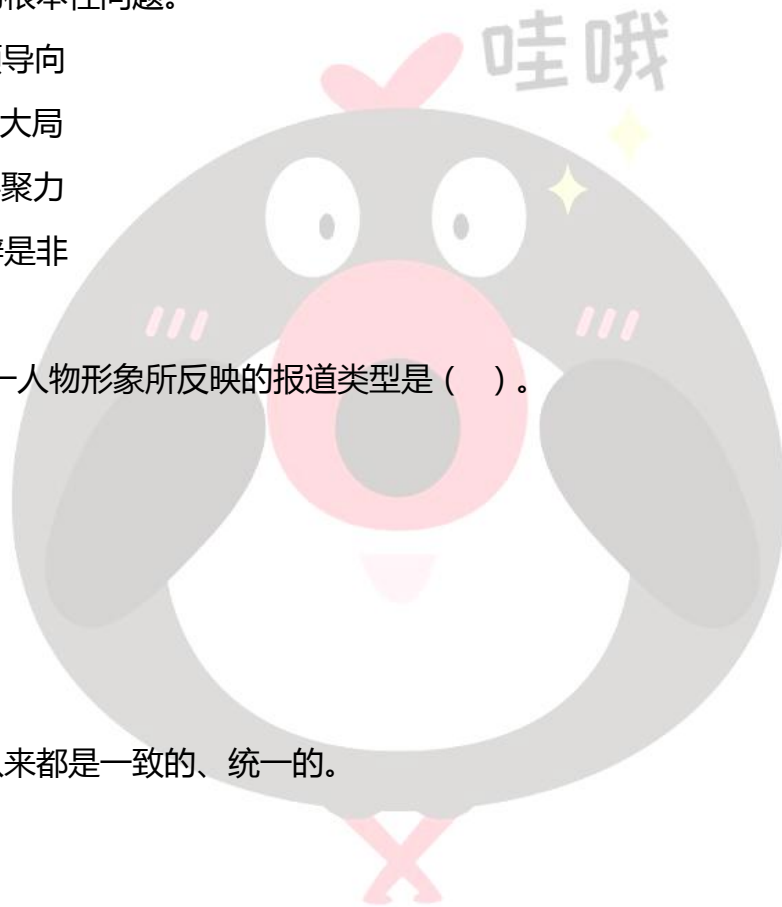 哇哦
根本性问题。
导向
大局
聚力
是非
一人物形象所反映的报道类型是（ ）。
来都是一致的、统一的。